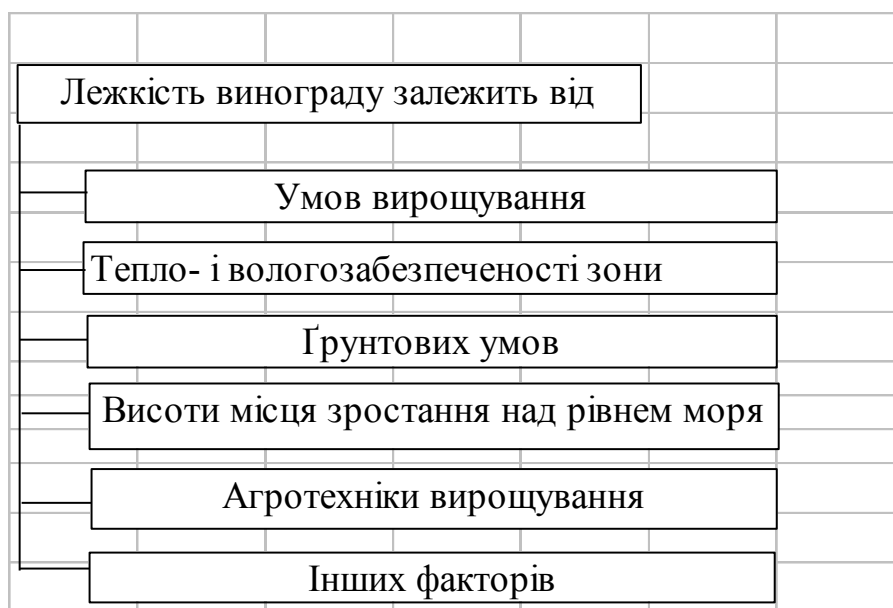 Лежкість винограду залежить від
Умов вирощування
Тепло- і вологозабезпеченості зони
Ґрунтових умов
Висоти місця зростання над рівнем моря
Агротехніки вирощування
Інших факторів